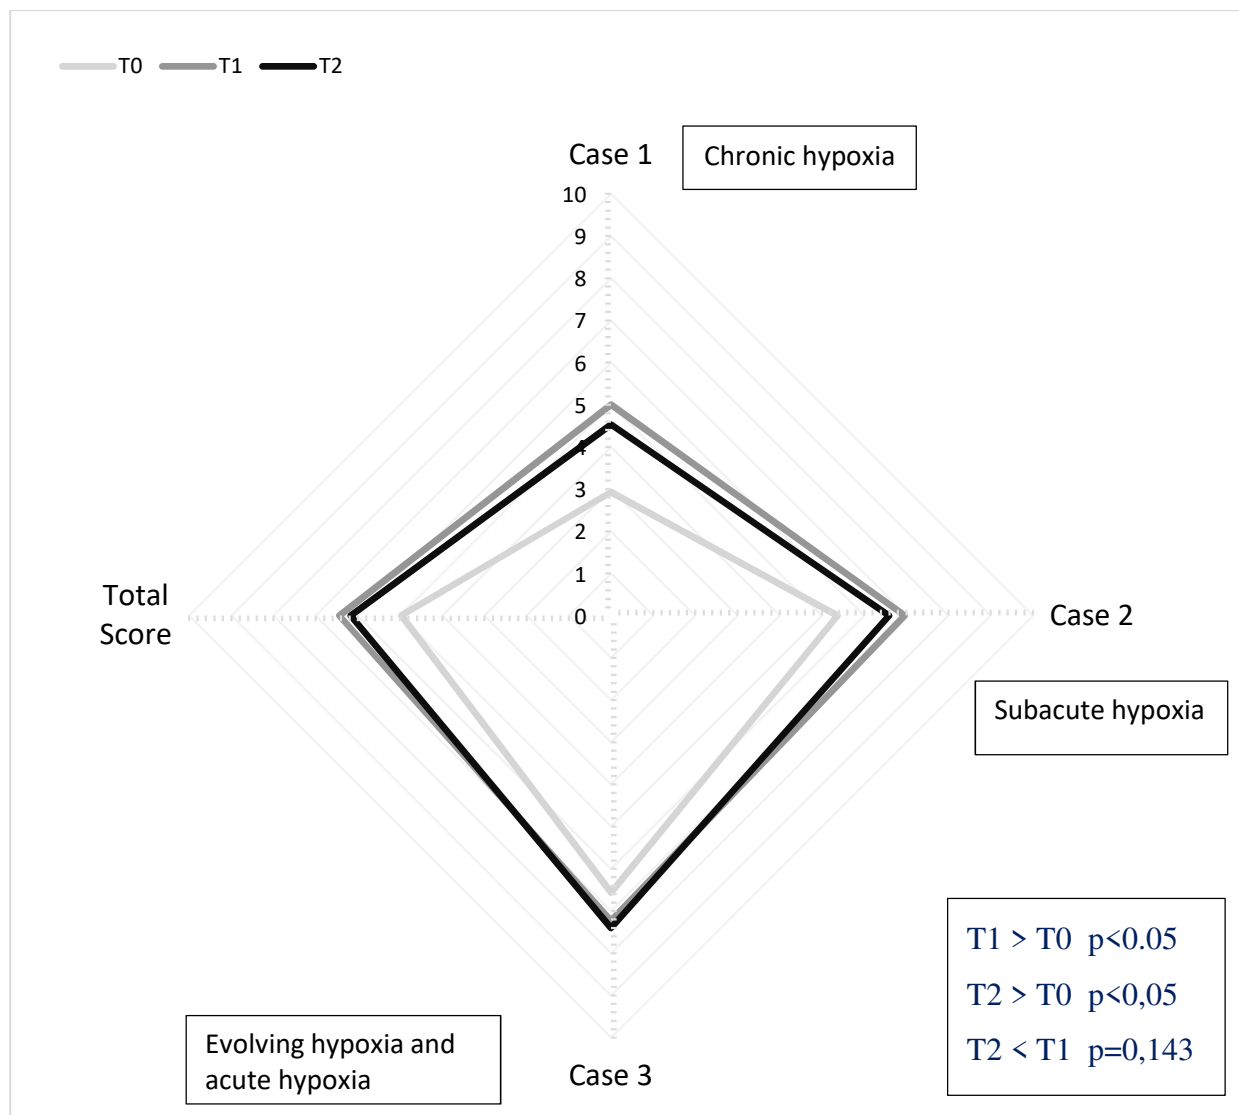 T0 T1 T2
Case 1
Chronic hypoxia
10
9
8
7
6
5
4
3
2
1
0
Total
Score
Case 2
Subacute hypoxia
T1 > T0 p<0.05
T2 > T0 p<0,05
T2 < T1 p=0,143
Evolving hypoxia and
acute hypoxia
Case 3